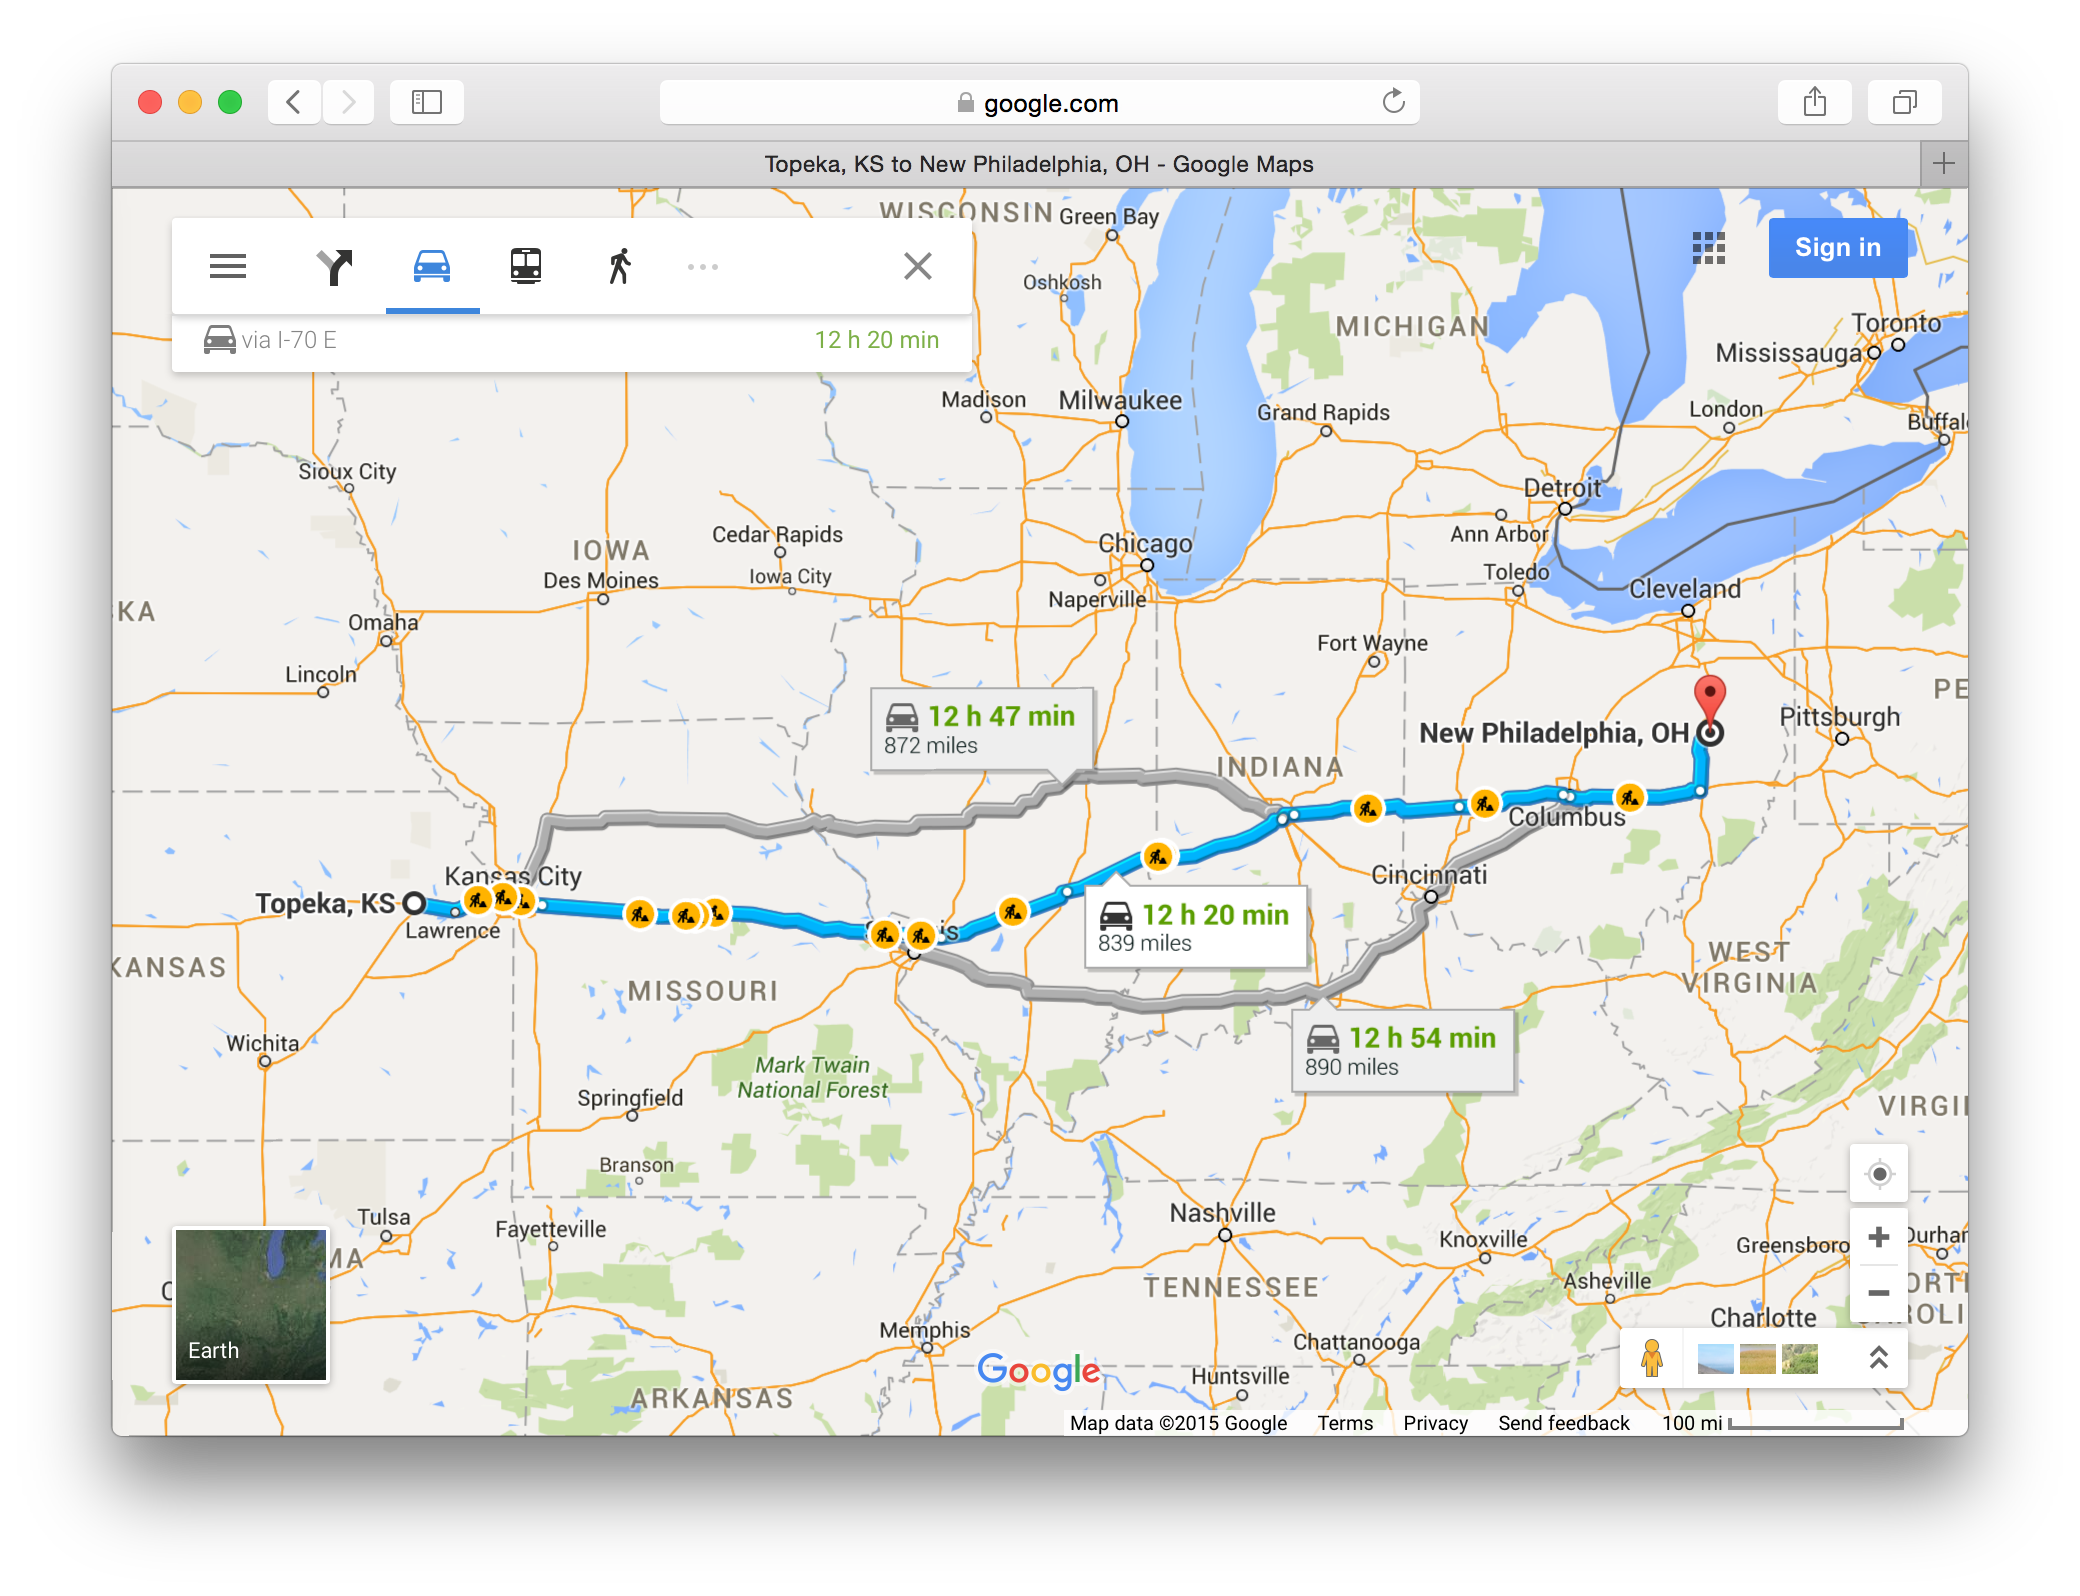 google.com
Topeka, KS to New Philadelphia, OH - Google Maps
WISCONSIN
Green Bay
Sign in
Oshkosh
MICHIGAN
Toronto
Mississauga
via I-70 E
12 h 20 min
Madison
Milwaukee
Grand Rapids
London
Buffal
Sioux City
Detroit
Cedar Rapids
Ann Arbor
IOWA
Chicago
Des Moines
Iowa City
Toledo
Cleveland
Naperville
KA
Omaha
Fort Wayne
Lincoln
PE
12 h 47 min
872 miles
Pittsburgh
New Philadelphia, OH
INDIANA
Columbus
Kansas City
Cincinnati
Topeka, KS
Lawrence
is
12 h 20 min
839 miles
KANSAS
WEST
VIRGINIA
MISSOURI
12 h 54 min
890 miles
Wichita
Mark Twain
National Forest
Springfield
VIRGI
Branson
Tulsa
Fayetteville
Nashville
Knoxville
Greensboro
Durhar
MA
TENNESSEE
Asheville
ORT
Charlotte
ROLI
Memphis
Chattanooga
Earth
Google
Huntsville
ARKANSAS
Map data ©2015 Google
Terms
Privacy
Send feedback
100 mi